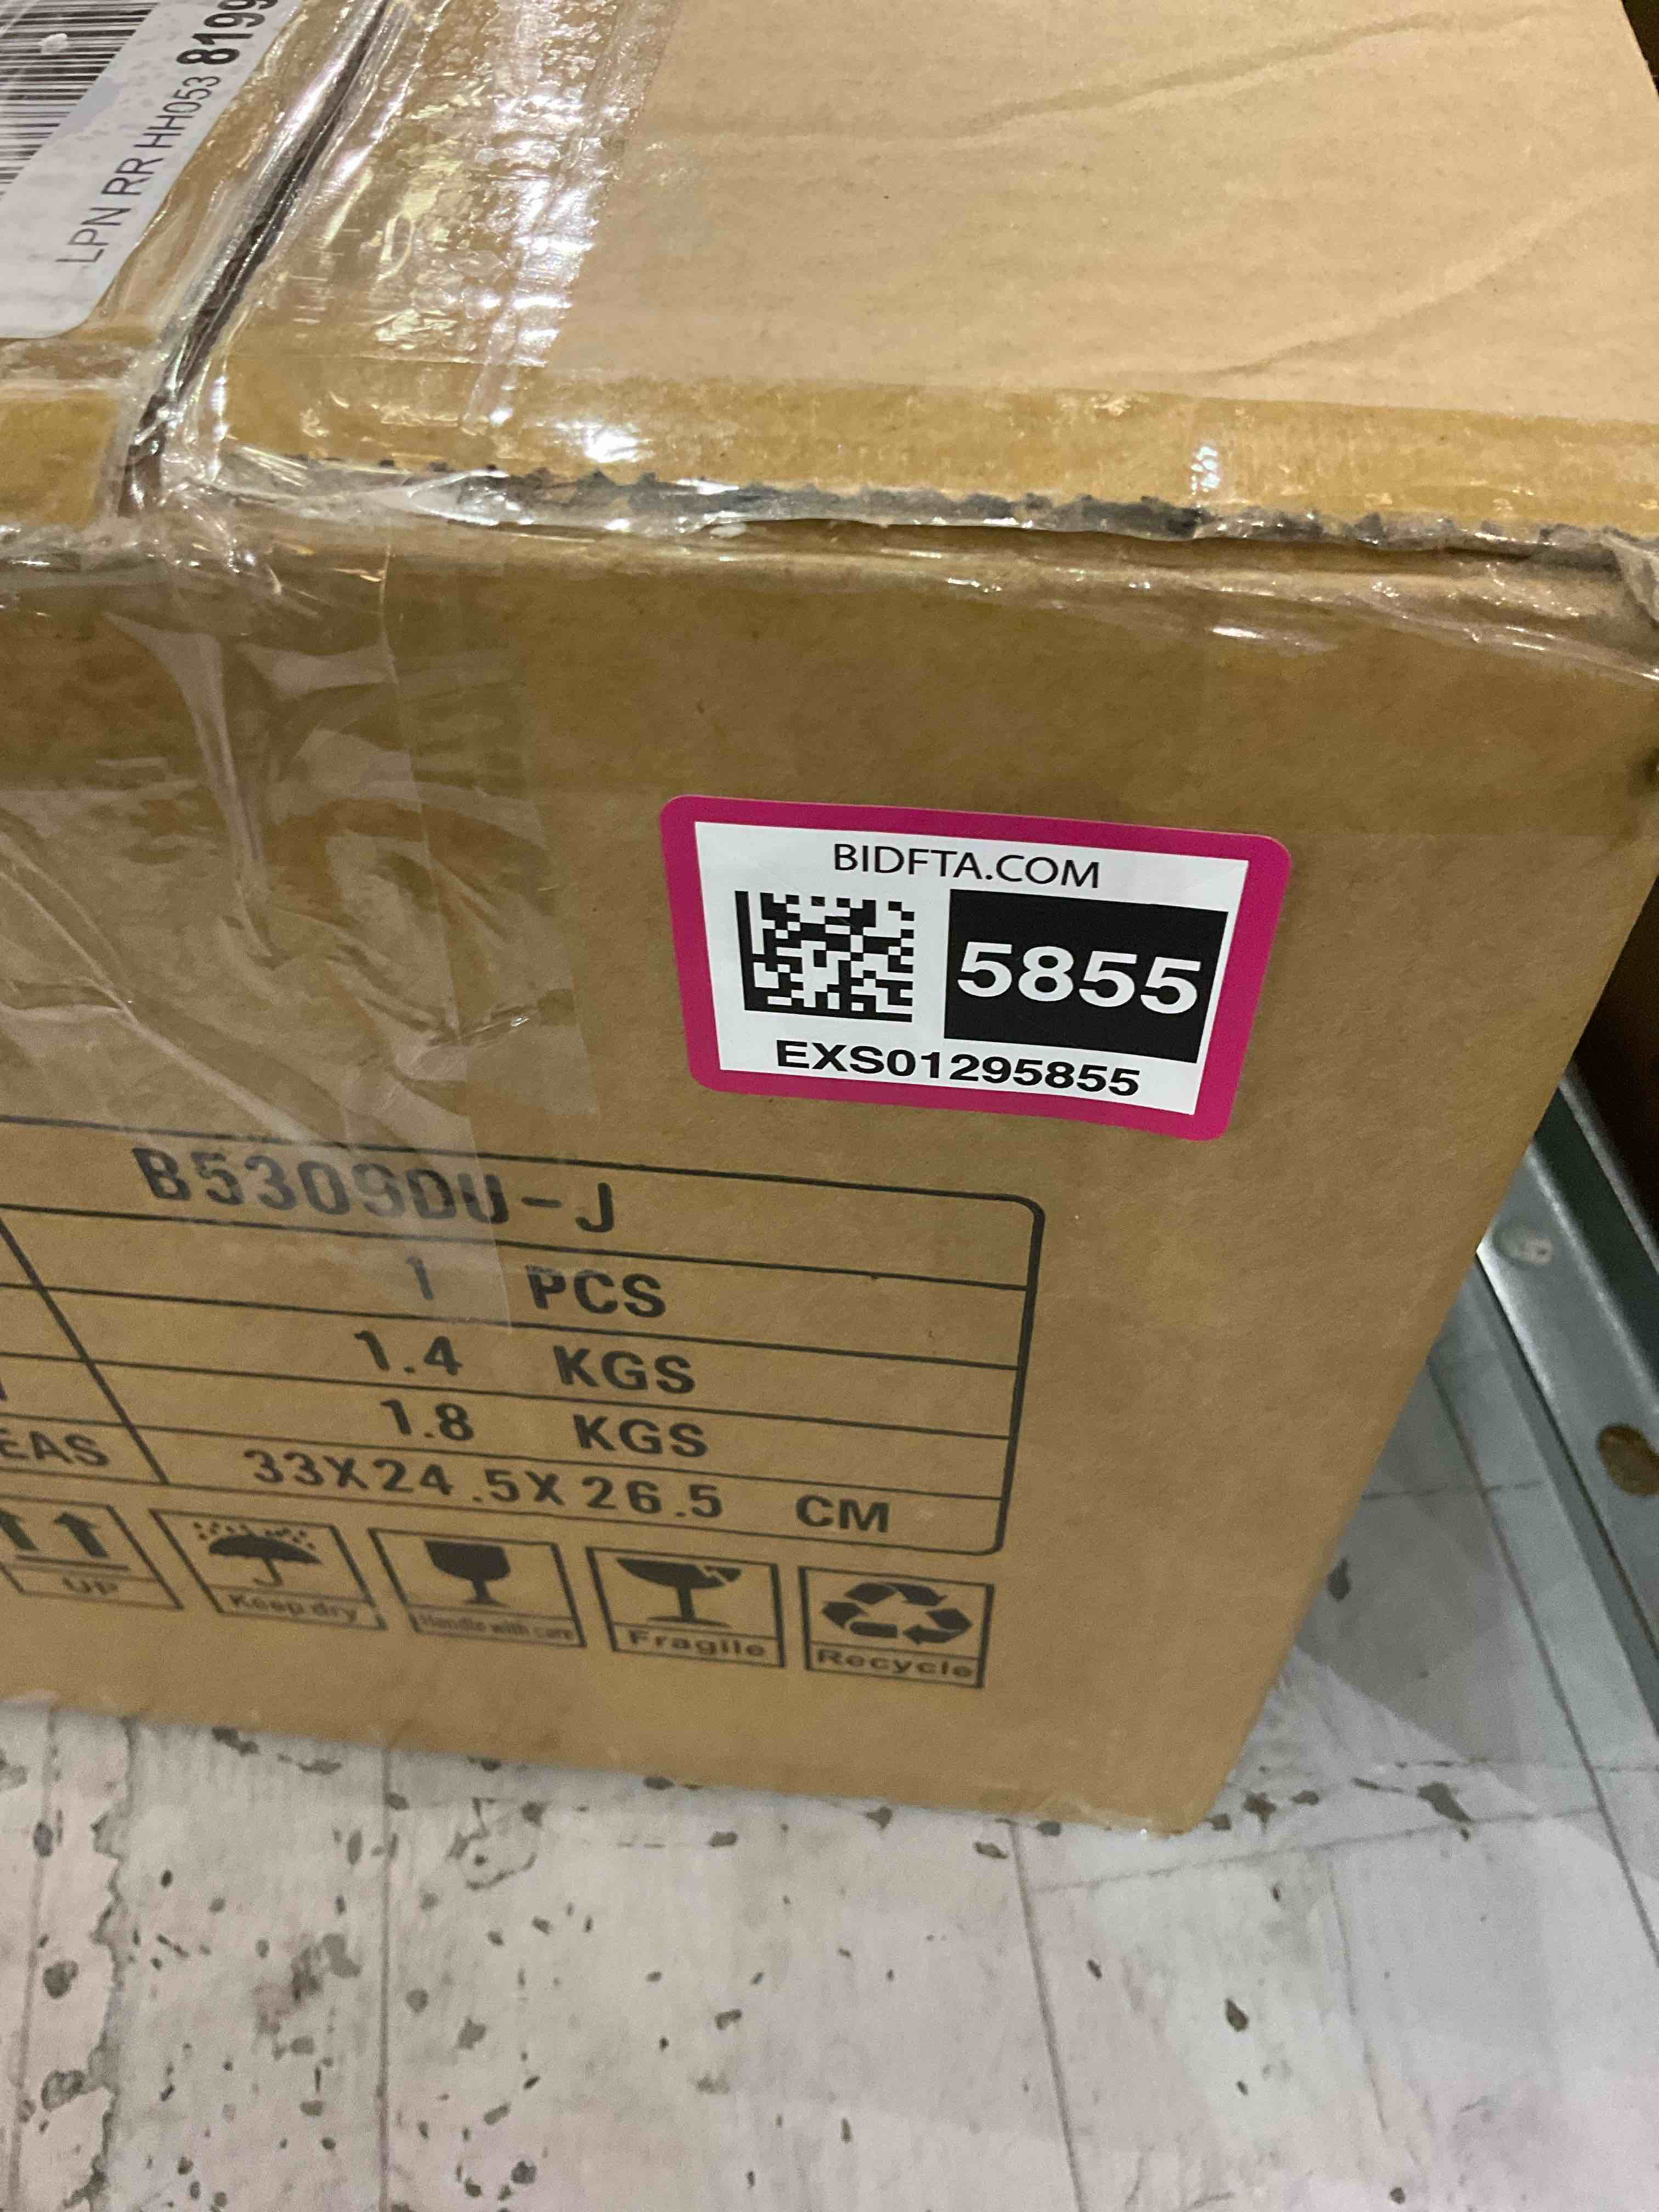 LPN RR HH053 8199
BIDFTA.COM
5855
EXS01295855
B5309DU-J
1 PCS
1.4 KGS
1.8 KGS
EAS 33X24.5X26.5 CM
UP
Keep dry
Handle with care
Fragile
Recycle